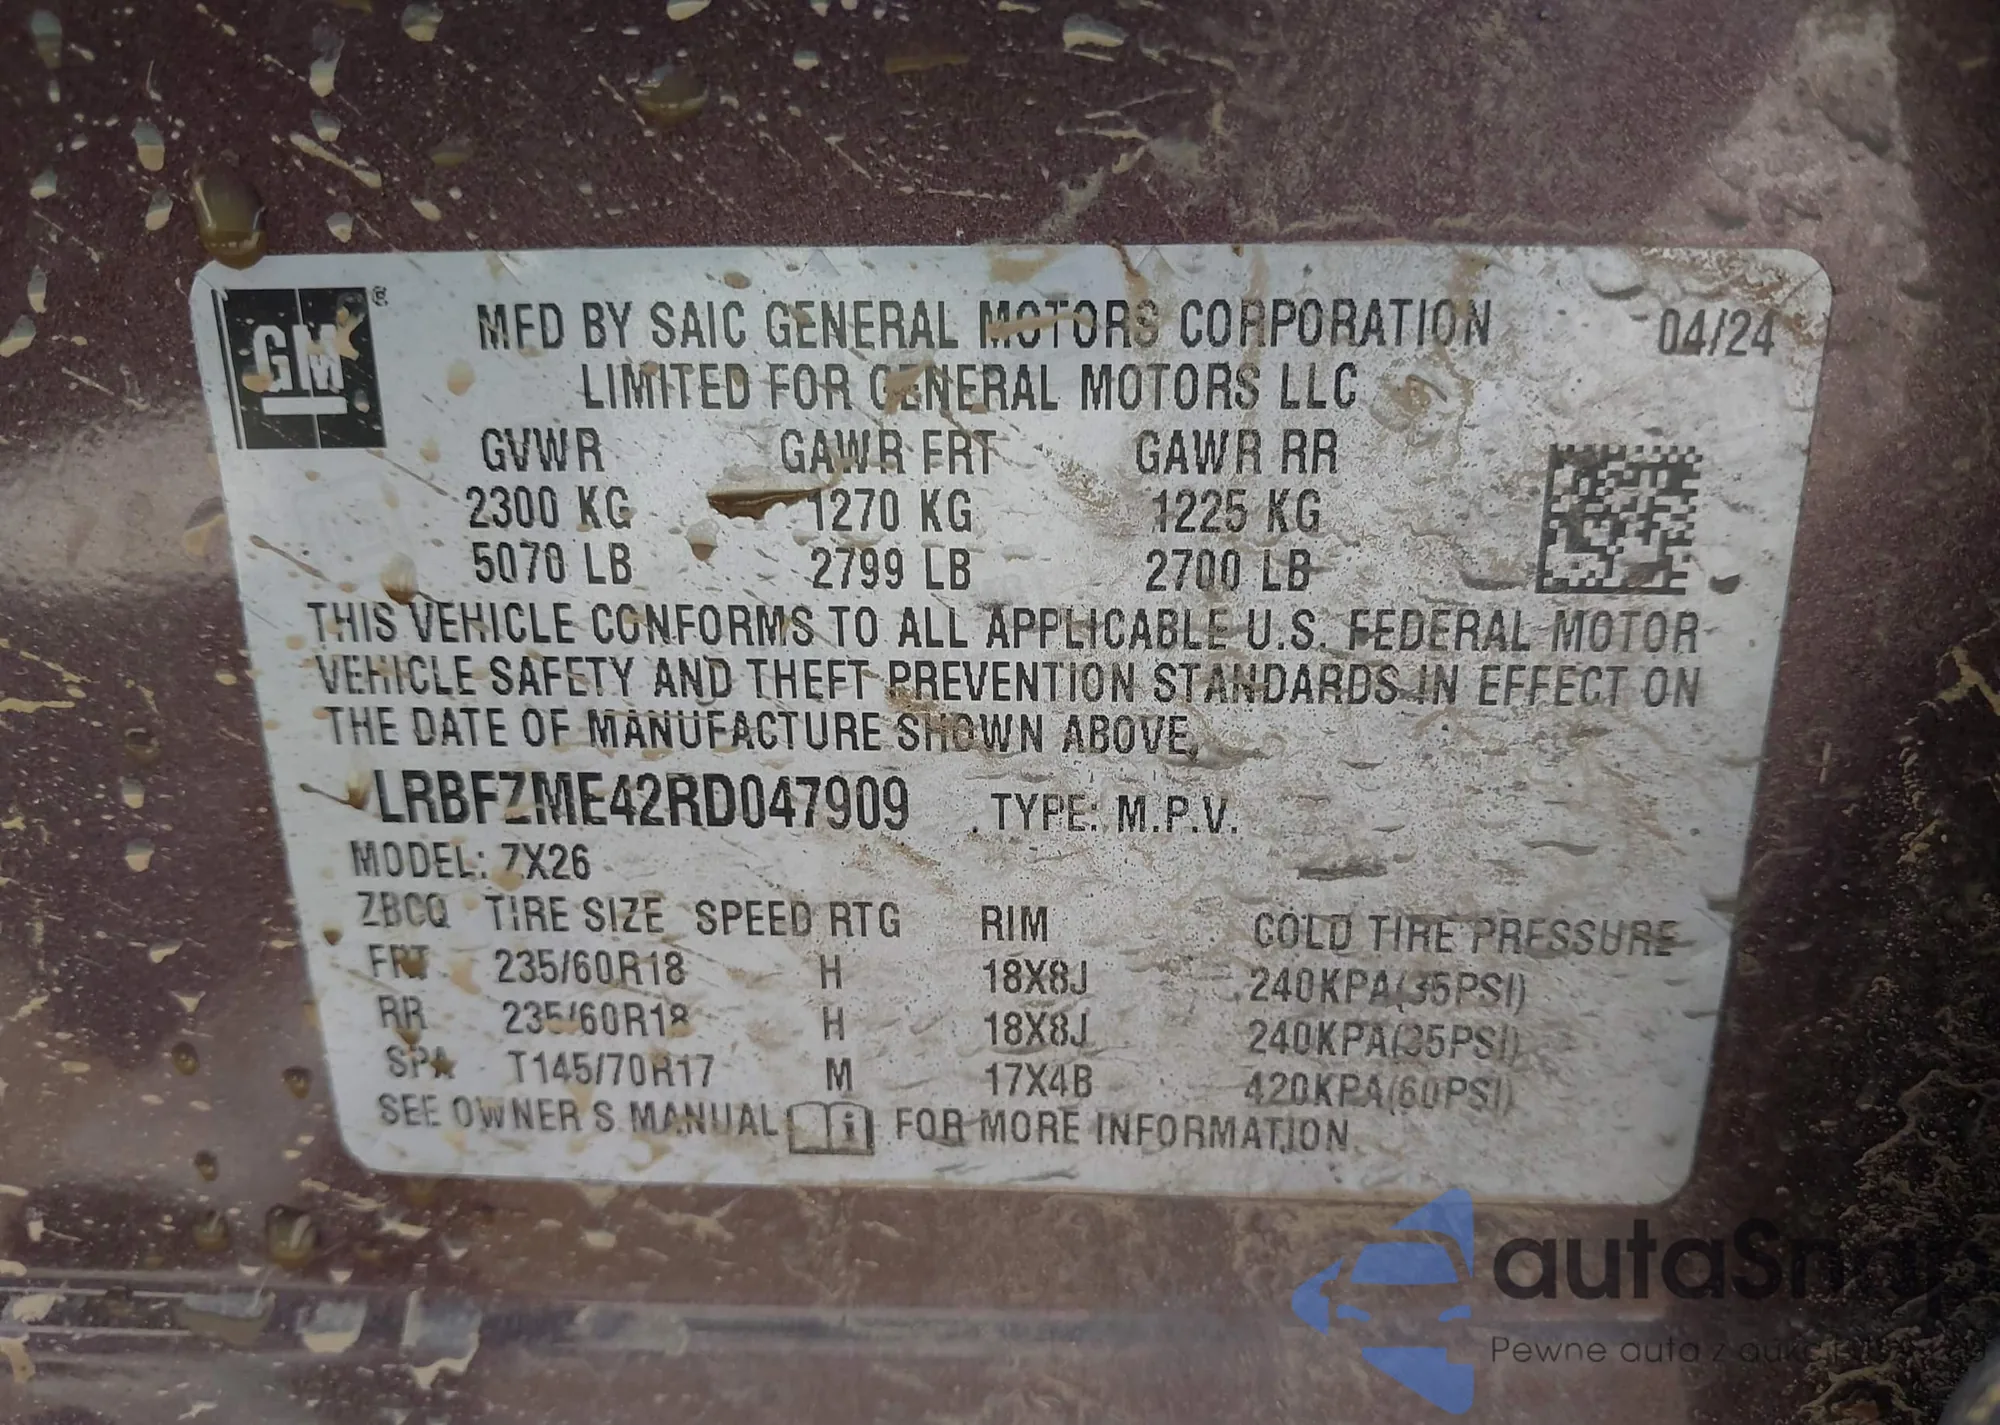 GM®
MFD BY SAIC GENERAL MOTORS CORPORATION 04/24
LIMITED FOR GENERAL MOTORS LLC
GVWR GAWR FRT GAWR RR
2300 KG 1270 KG 1225 KG
5070 LB 2799 LB 2700 LB
THIS VEHICLE CONFORMS TO ALL APPLICABLE U.S. FEDERAL MOTOR
VEHICLE SAFETY AND THEFT PREVENTION STANDARDS IN EFFECT ON
THE DATE OF MANUFACTURE SHOWN ABOVE.
LRBFZME42RD047909 TYPE: M.P.V.
MODEL: ZX26
ZBCQ TIRE SIZE SPEED RTG RIM COLD TIRE PRESSURE
FRT 235/60R18 H 18X8J 240KPA(35PSI)
RR 235/60R18 H 18X8J 240KPA(35PSI)
SPA T145/70R17 M 17X4B 420KPA(60PSI)
SEE OWNER'S MANUAL FOR MORE INFORMATION
autaSnap
Pewne auta z